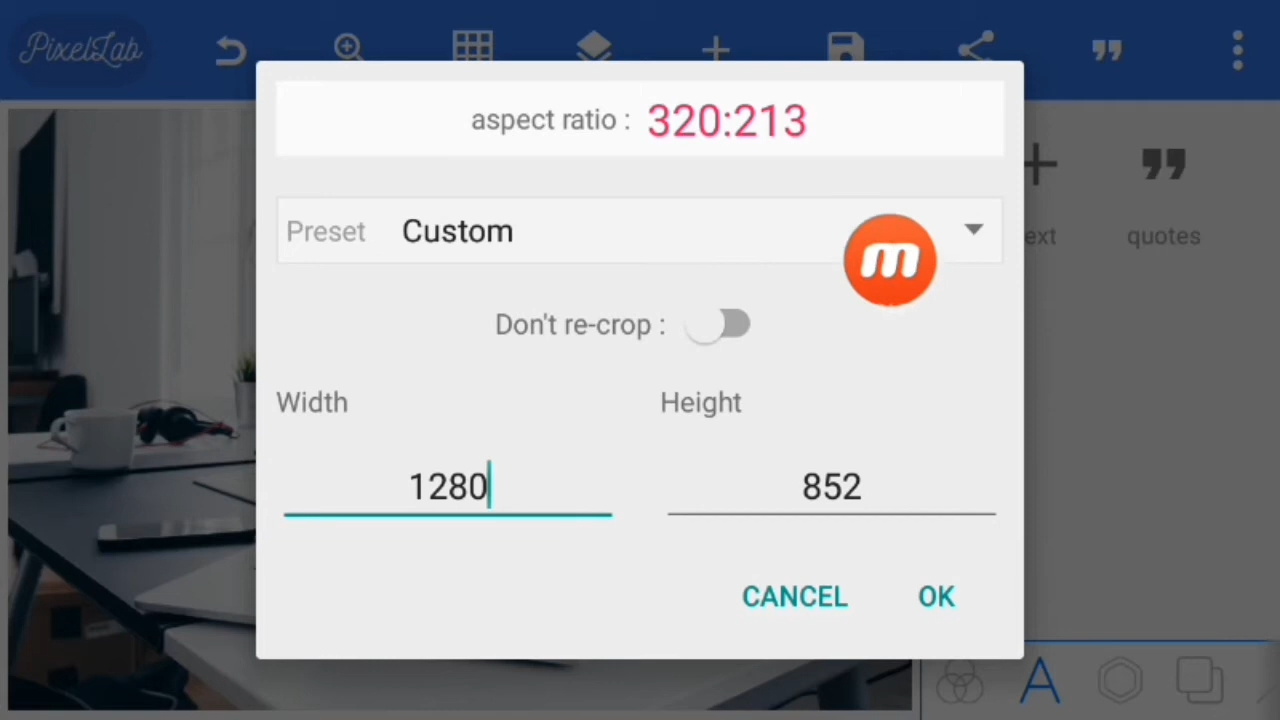 PixelLab
aspect ratio : 320:213
Preset Custom
Don't re-crop :
Width Height
1280 852
CANCEL OK
ext quotes